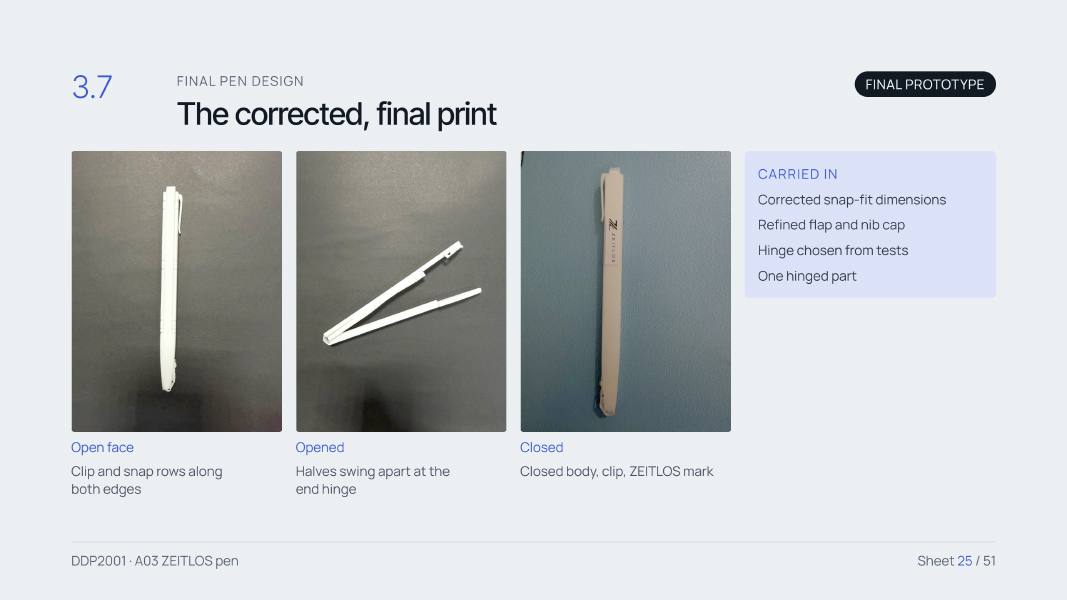 3.7
FINAL PEN DESIGN
The corrected, final print
FINAL PROTOTYPE
ZEITLOS
CARRIED IN
Corrected snap-fit dimensions
Refined flap and nib cap
Hinge chosen from tests
One hinged part
Open face
Clip and snap rows along
both edges
Opened
Halves swing apart at the
end hinge
Closed
Closed body, clip, ZEITLOS mark
DDP2001 · A03 ZEITLOS pen
Sheet 25 / 51